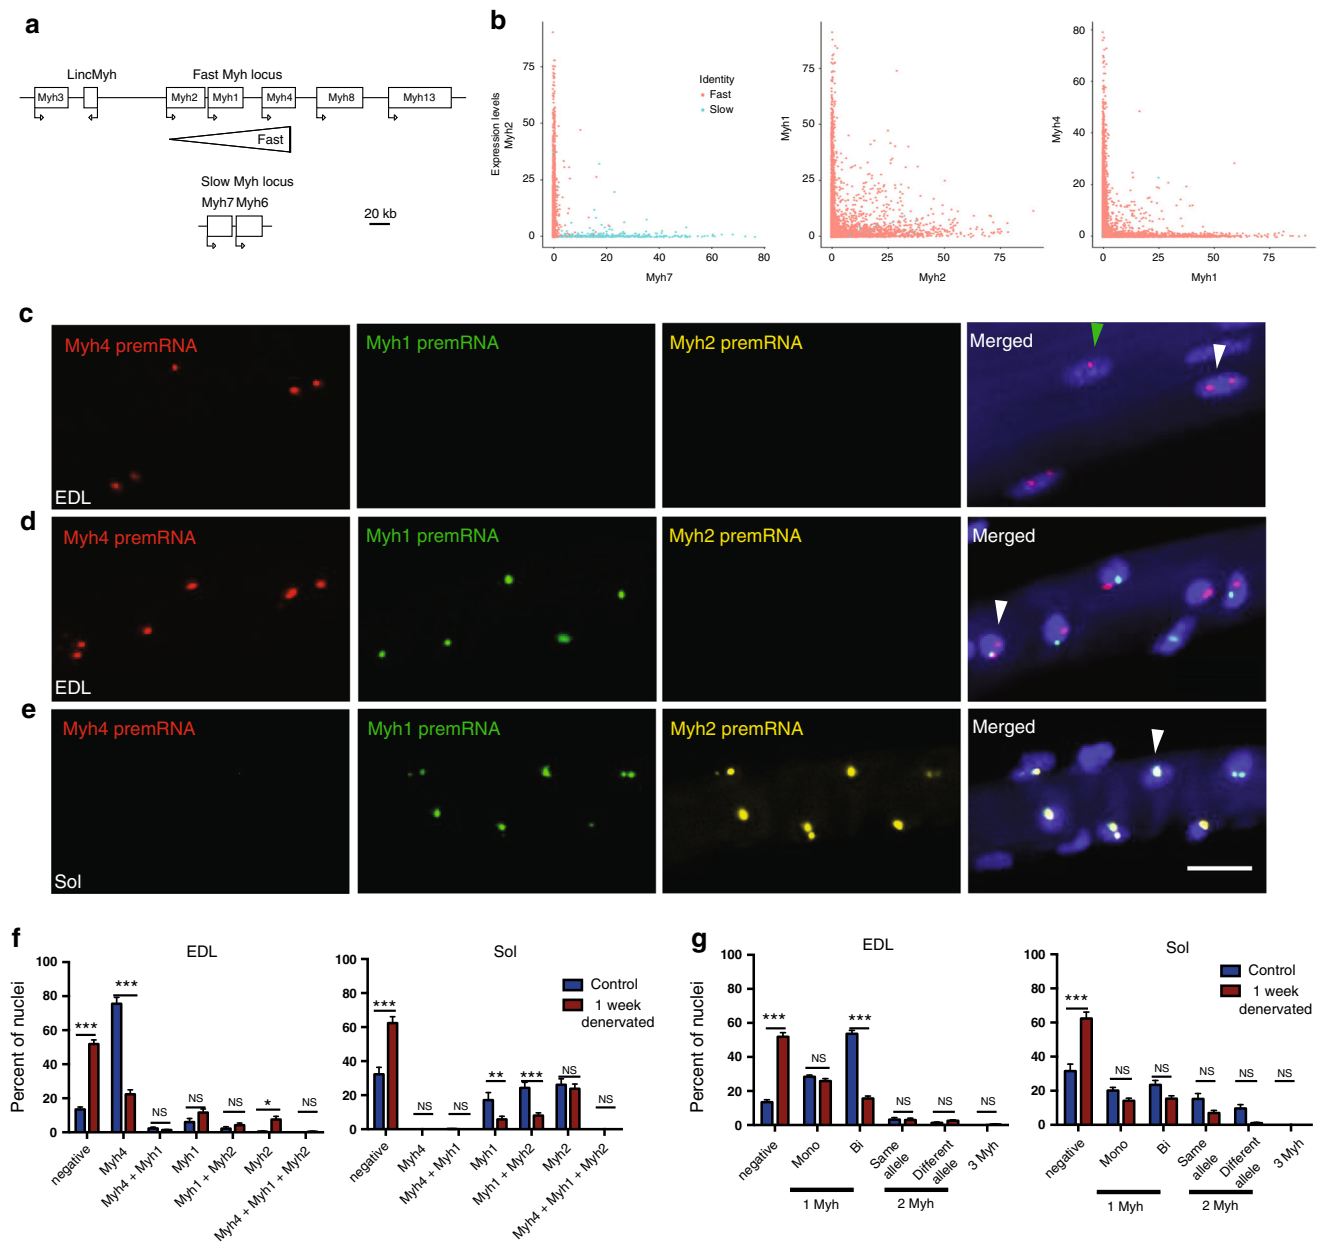 a
LincMyh
Fast Myh locus
Myh3
Myh2
Myh1
Myh4
Myh8
Myh13
Fast
Slow Myh locus
Myh7 Myh6
20 kb
b
Expression levels
Myh2
75
50
25
0
0 20 40 60 80
Myh7
Identity
Fast
Slow
Myh1
75
50
25
0
0 25 50 75
Myh2
Myh4
80
60
40
20
0
0 25 50 75
Myh1
c
Myh4 premRNA
EDL
Myh1 premRNA
Myh2 premRNA
Merged
d
Myh4 premRNA
EDL
Myh1 premRNA
Myh2 premRNA
Merged
e
Myh4 premRNA
Sol
Myh1 premRNA
Myh2 premRNA
Merged
f
EDL
Percent of nuclei
100
80
60
40
20
0
*** *** NS NS NS * NS
negative
Myh4
Myh4 + Myh1
Myh1
Myh1 + Myh2
Myh2
Myh4 + Myh1 + Myh2
Sol
100
80
60
40
20
0
*** NS NS ** *** NS NS
negative
Myh4
Myh4 + Myh1
Myh1
Myh1 + Myh2
Myh2
Myh4 + Myh1 + Myh2
Control
1 week
denervated
g
EDL
Percent of nuclei
100
80
60
40
20
0
*** NS *** NS NS NS
negative
Mono
Bi
Same
allele
Different
allele
3 Myh
1 Myh
2 Myh
Sol
100
80
60
40
20
0
*** NS NS NS NS NS
negative
Mono
Bi
Same
allele
Different
allele
3 Myh
1 Myh
2 Myh
Control
1 week
denervated